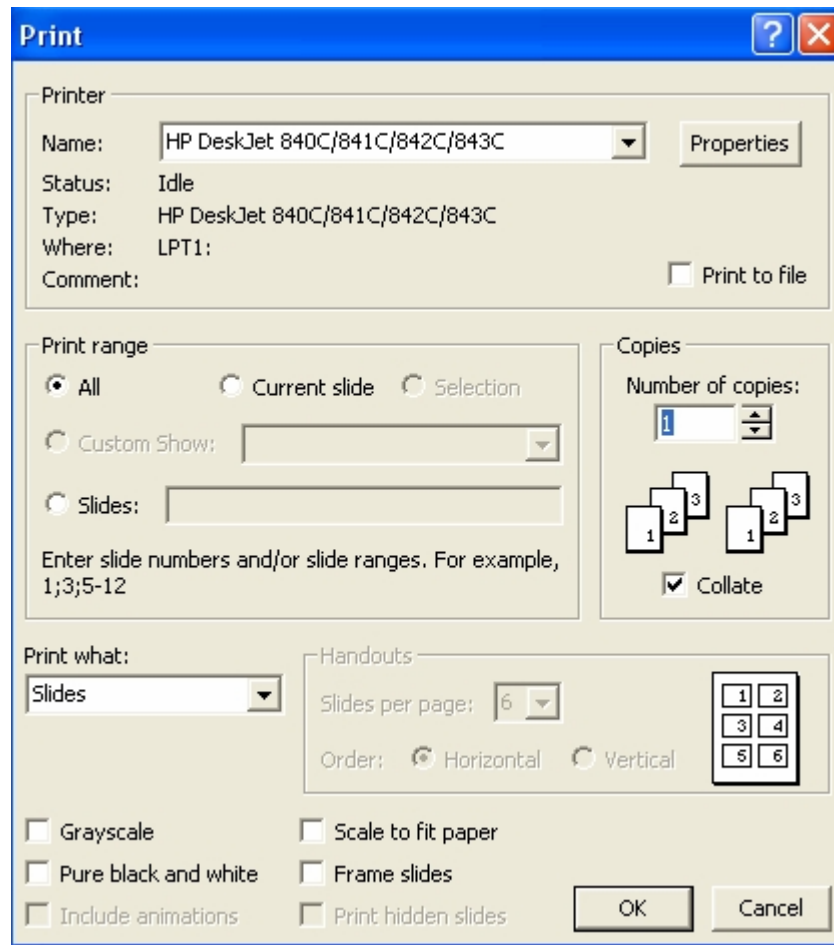 Print
Printer
Name: HP DeskJet 840C/841C/842C/843C Properties
Status: Idle
Type: HP DeskJet 840C/841C/842C/843C
Where: LPT1:
Comment: Print to file
Print range
All Current slide Selection
Custom Show:
Slides:
Enter slide numbers and/or slide ranges. For example,
1;3;5-12
Copies
Number of copies:
1
1 2 3 1 2 3
Collate
Print what:
Slides
Handouts
Slides per page: 6
Order: Horizontal Vertical
1 2
3 4
5 6
Grayscale Scale to fit paper
Pure black and white Frame slides
Include animations Print hidden slides
OK Cancel